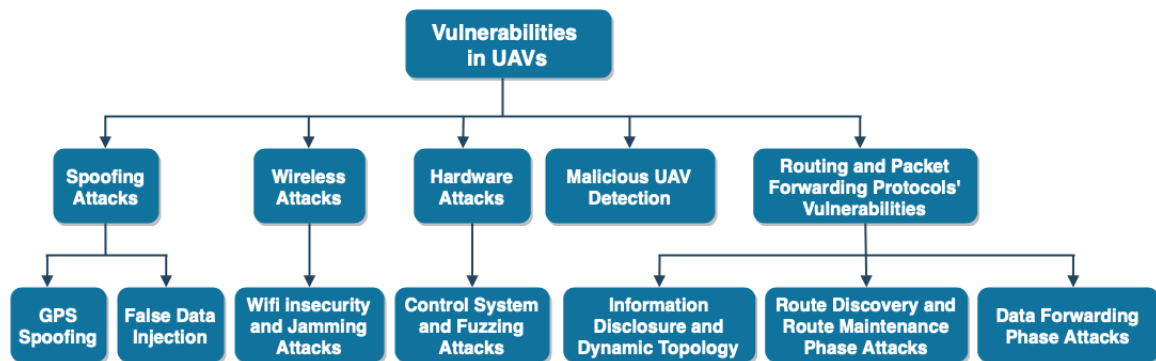 Vulnerabilities
in UAVs
Spoofing
Attacks
Wireless
Attacks
Hardware
Attacks
Malicious UAV
Detection
Routing and Packet
Forwarding Protocols'
Vulnerabilities
GPS
Spoofing
False Data
Injection
Wifi insecurity
and Jamming
Attacks
Control System
and Fuzzing
Attacks
Information
Disclosure and
Dynamic Topology
Route Discovery and
Route Maintenance
Phase Attacks
Data Forwarding
Phase Attacks